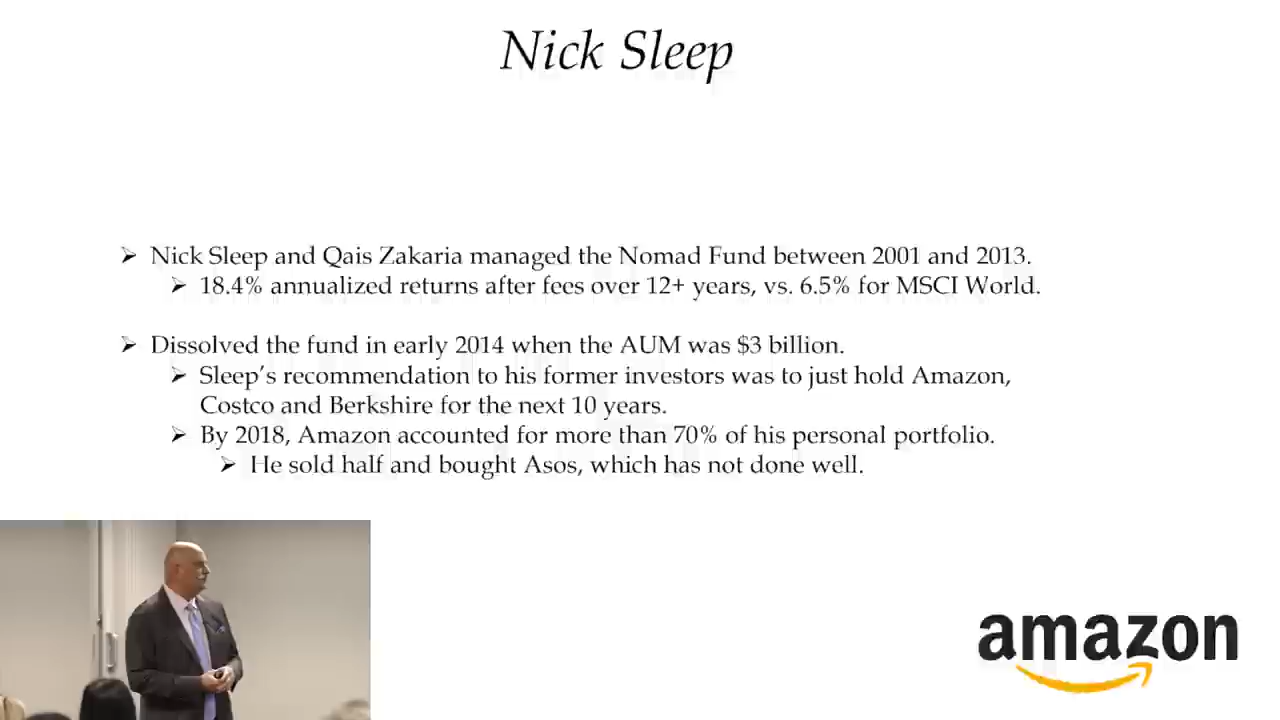 Nick Sleep
➢ Nick Sleep and Qais Zakaria managed the Nomad Fund between 2001 and 2013.
➢ 18.4% annualized returns after fees over 12+ years, vs. 6.5% for MSCI World.
➢ Dissolved the fund in early 2014 when the AUM was $3 billion.
➢ Sleep's recommendation to his former investors was to just hold Amazon,
Costco and Berkshire for the next 10 years.
➢ By 2018, Amazon accounted for more than 70% of his personal portfolio.
➢ He sold half and bought Asos, which has not done well.
amazon